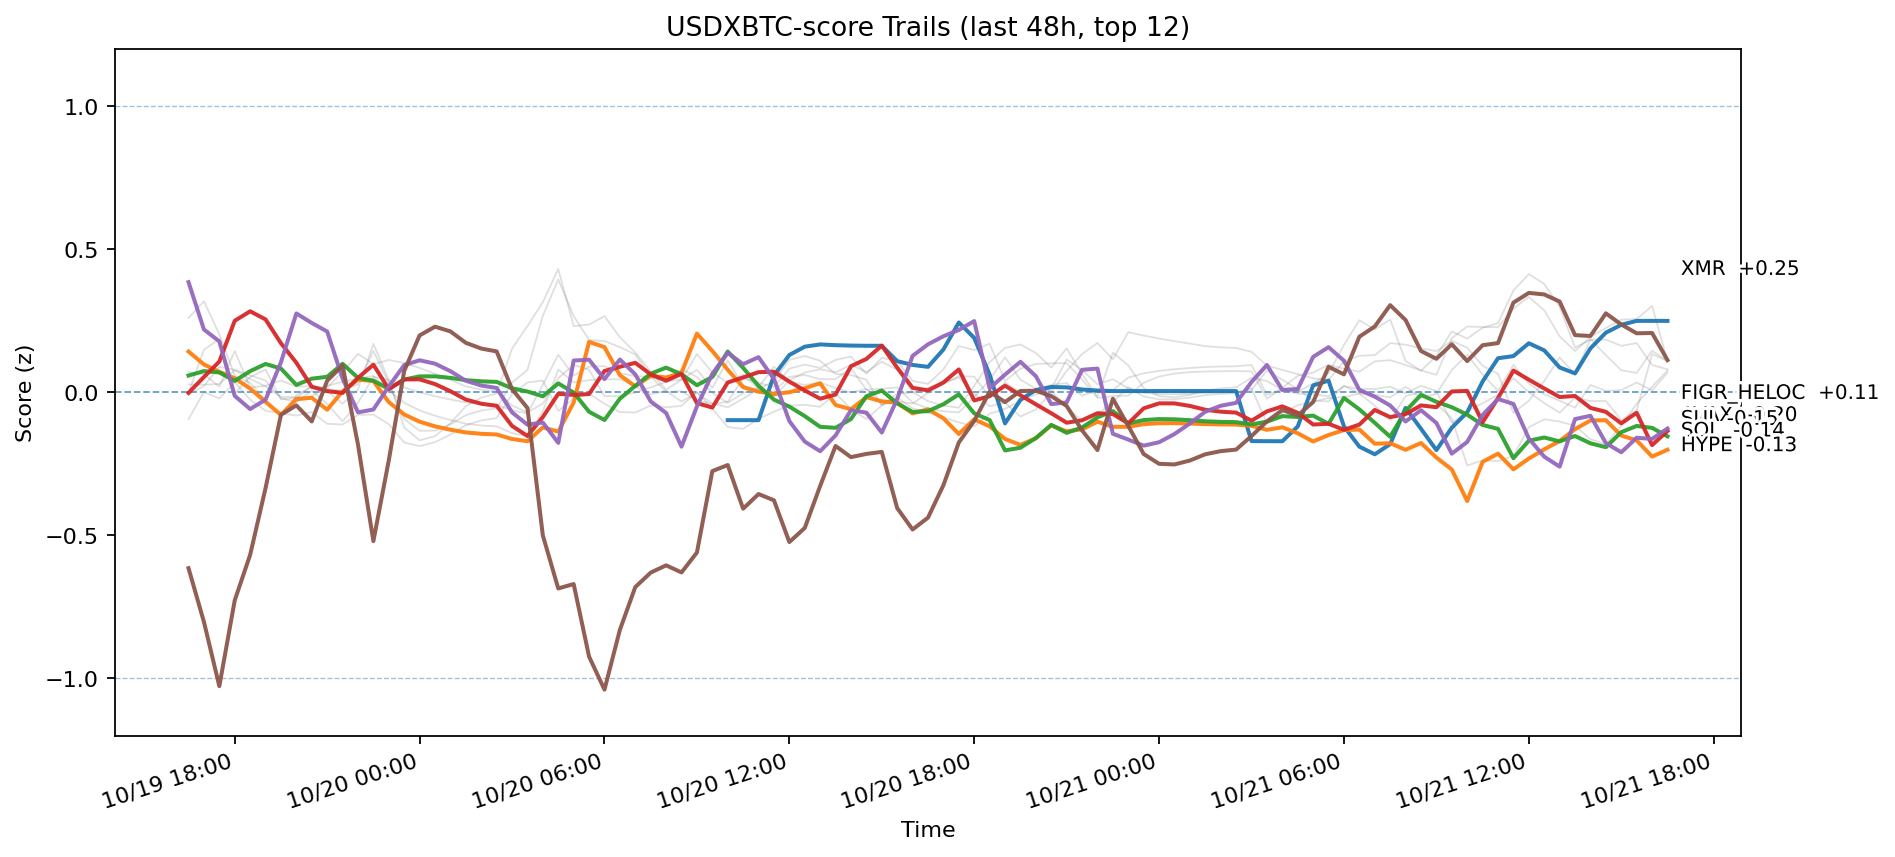 USDXBTC-score Trails (last 48h, top 12)
Score (z)
1.0
0.5
0.0
−0.5
−1.0
XMR +0.25
FIGR_HELOC +0.11
SOL -0.14
HYPE -0.13
10/19 18:00
10/20 00:00
10/20 06:00
10/20 12:00
10/20 18:00
10/21 00:00
10/21 06:00
10/21 12:00
10/21 18:00
Time